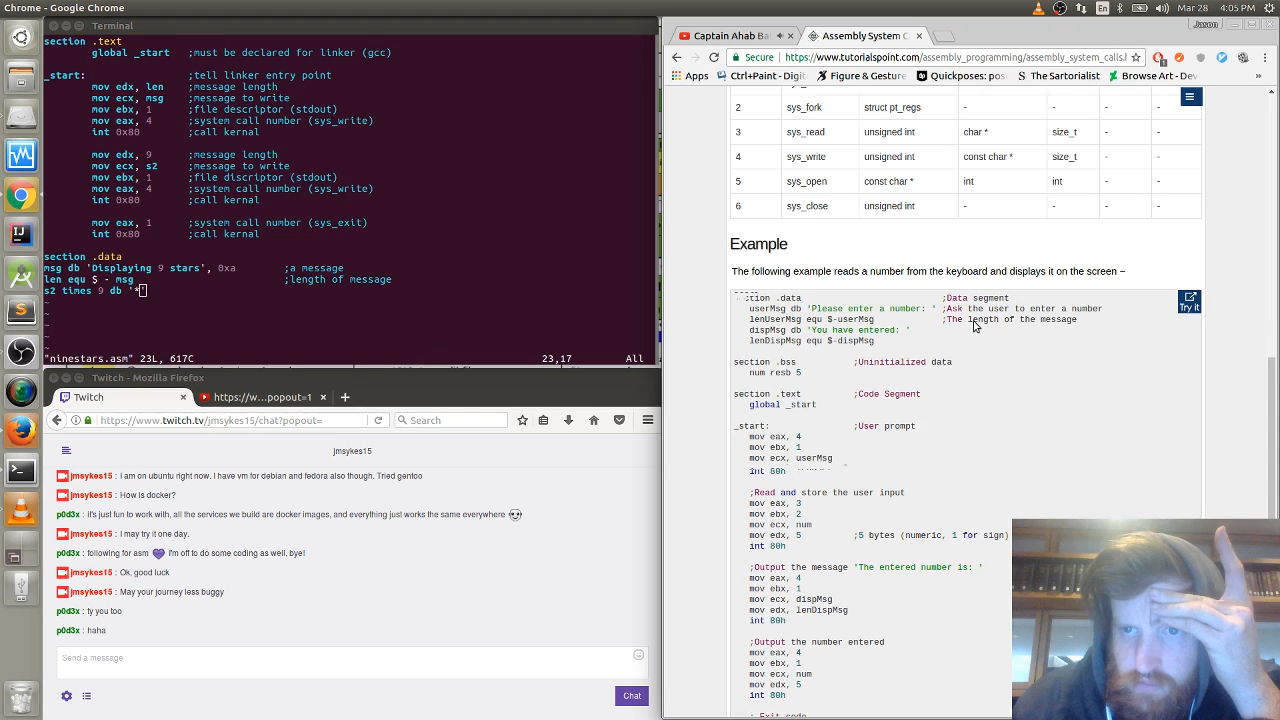 Chrome - Google Chrome
En
Mar 28
4:05 PM
Terminal
section .text
global _start ;must be declared for linker (gcc)
_start: ;tell linker entry point
mov edx, len ;message length
mov ecx, msg ;message to write
mov ebx, 1 ;file descriptor (stdout)
mov eax, 4 ;system call number (sys_write)
int 0x80 ;call kernal
mov edx, 9 ;message length
mov ecx, s2 ;message to write
mov ebx, 1 ;file discriptor (stdout)
mov eax, 4 ;system call number (sys_write)
int 0x80 ;call kernal
mov eax, 1 ;system call number (sys_exit)
int 0x80 ;call kernal
section .data
msg db 'Displaying 9 stars', 0xa ;a message
len equ $ - msg ;length of message
s2 times 9 db '*'
~
~
~
~
~
"ninestars.asm" 23L, 617C 23,17 All
Twitch - Mozilla Firefox
Twitch × https://w...popout=1 × +
https://www.twitch.tv/jmsykes15/chat?popout=
Search
jmsykes15
jmsykes15 : I am on ubuntu right now. I have vm for debian and fedora also though. Tried gentoo
jmsykes15 : How is docker?
p0d3x : it's just fun to work with, all the services we build are docker images, and everything just works the same everywhere
jmsykes15 : I may try it one day.
p0d3x : following for asm I'm off to do some coding as well, bye!
jmsykes15 : Ok, good luck
jmsykes15 : May your journey less buggy
p0d3x : ty you too
p0d3x : haha
Send a message
Chat
Jason
Captain Ahab Ba × Assembly System C ×
Secure https://www.tutorialspoint.com/assembly_programming/assembly_system_calls.l
Apps Ctrl+Paint - Digit Figure & Gesture Quickposes: pos The Sartorialist Browse Art - Dev
2 sys_fork struct pt_regs - - - -
3 sys_read unsigned int char * size_t - -
4 sys_write unsigned int const char * size_t - -
5 sys_open const char * int int - -
6 sys_close unsigned int - - - -
Example
The following example reads a number from the keyboard and displays it on the screen −
Try it
ction .data ;Data segment
userMsg db 'Please enter a number: ' ;Ask the user to enter a number
lenUserMsg equ $-userMsg ;The length of the message
dispMsg db 'You have entered: '
lenDispMsg equ $-dispMsg
section .bss ;Uninitialized data
num resb 5
section .text ;Code Segment
global _start
_start: ;User prompt
mov eax, 4
mov ebx, 1
mov ecx, userMsg
int 80h
;Read and store the user input
mov eax, 3
mov ebx, 2
mov ecx, num
mov edx, 5 ;5 bytes (numeric, 1 for sign)
int 80h
;Output the message 'The entered number is: '
mov eax, 4
mov ebx, 1
mov ecx, dispMsg
mov edx, lenDispMsg
int 80h
;Output the number entered
mov eax, 4
mov ebx, 1
mov ecx, num
mov edx, 5
int 80h
; Exit code